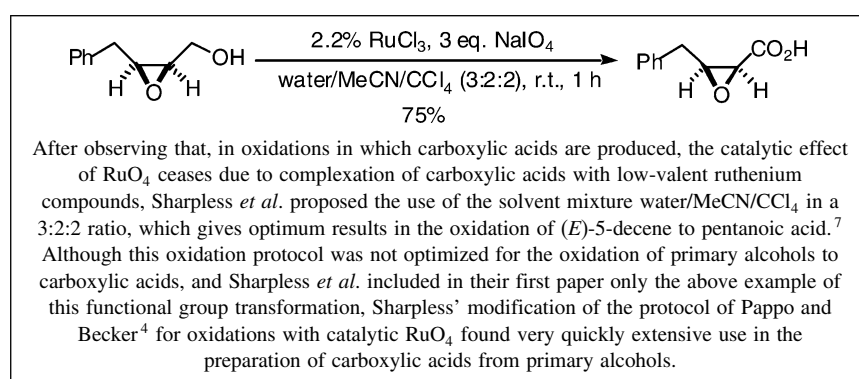 Ph OH 2.2% RuCl₃, 3 eq. NaIO₄ Ph CO₂H
H O H water/MeCN/CCl₄ (3:2:2), r.t., 1 h H O H
75%
After observing that, in oxidations in which carboxylic acids are produced, the catalytic effect
of RuO₄ ceases due to complexation of carboxylic acids with low-valent ruthenium
compounds, Sharpless et al. proposed the use of the solvent mixture water/MeCN/CCl₄ in a
3:2:2 ratio, which gives optimum results in the oxidation of (E)-5-decene to pentanoic acid.⁷
Although this oxidation protocol was not optimized for the oxidation of primary alcohols to
carboxylic acids, and Sharpless et al. included in their first paper only the above example of
this functional group transformation, Sharpless' modification of the protocol of Pappo and
Becker⁴ for oxidations with catalytic RuO₄ found very quickly extensive use in the
preparation of carboxylic acids from primary alcohols.